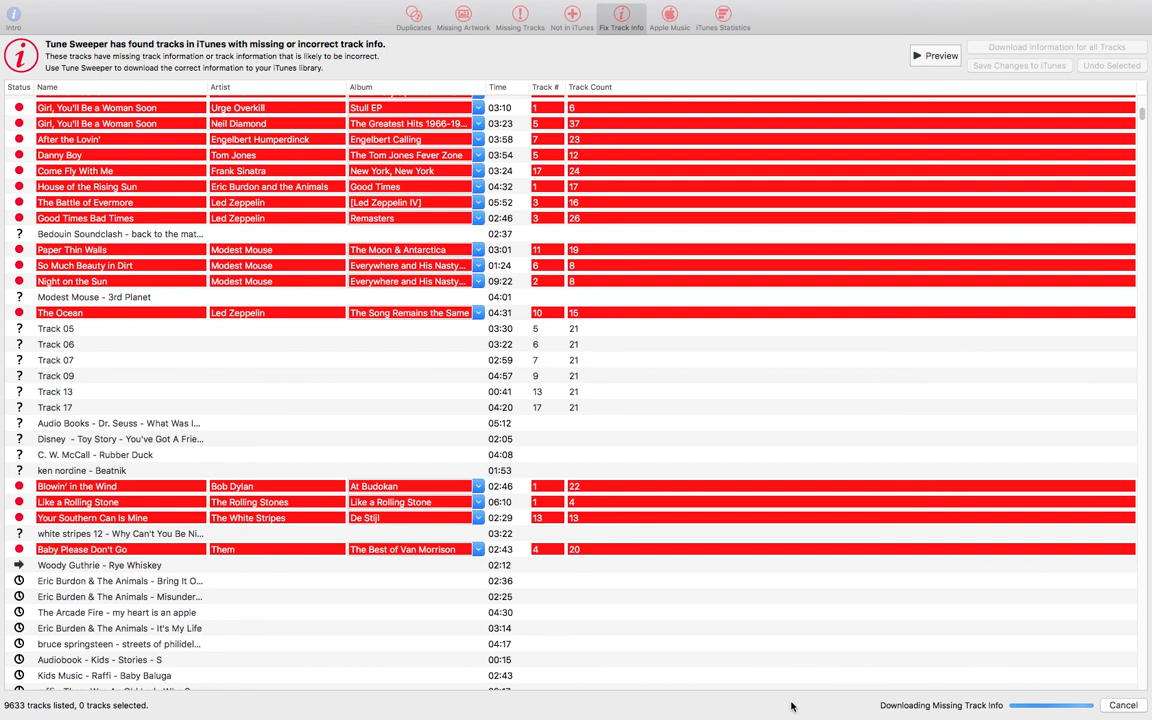 Intro
Duplicates Missing Artwork Missing Tracks Not in iTunes Fix Track Info Apple Music iTunes Statistics
Tune Sweeper has found tracks in iTunes with missing or incorrect track info.
These tracks have missing track information or track information that is likely to be incorrect.
Use Tune Sweeper to download the correct information to your iTunes library.
Preview
Download Information for all Tracks
Save Changes to iTunes Undo Selected
Status Name Artist Album Time Track # Track Count
Girl, You'll Be a Woman Soon Urge Overkill Stull EP 03:10 1 6
Girl, You'll Be a Woman Soon Neil Diamond The Greatest Hits 1966-19... 03:23 5 37
After the Lovin' Engelbert Humperdinck Engelbert Calling 03:58 7 23
Danny Boy Tom Jones The Tom Jones Fever Zone 03:54 5 12
Come Fly With Me Frank Sinatra New York, New York 03:24 17 24
House of the Rising Sun Eric Burdon and the Animals Good Times 04:32 1 17
The Battle of Evermore Led Zeppelin [Led Zeppelin IV] 05:52 3 16
Good Times Bad Times Led Zeppelin Remasters 02:46 3 26
? Bedouin Soundclash - back to the mat... 02:37
Paper Thin Walls Modest Mouse The Moon & Antarctica 03:01 11 19
So Much Beauty in Dirt Modest Mouse Everywhere and His Nasty... 01:24 6 8
Night on the Sun Modest Mouse Everywhere and His Nasty... 09:22 2 8
? Modest Mouse - 3rd Planet 04:01
The Ocean Led Zeppelin The Song Remains the Same 04:31 10 15
? Track 05 03:30 5 21
? Track 06 03:22 6 21
? Track 07 02:59 7 21
? Track 09 04:57 9 21
? Track 13 00:41 13 21
? Track 17 04:20 17 21
? Audio Books - Dr. Seuss - What Was I... 05:12
? Disney - Toy Story - You've Got A Frie... 02:05
? C. W. McCall - Rubber Duck 04:08
? ken nordine - Beatnik 01:53
Blowin' in the Wind Bob Dylan At Budokan 02:46 1 22
Like a Rolling Stone The Rolling Stones Like a Rolling Stone 06:10 1 4
Your Southern Can Is Mine The White Stripes De Stijl 02:29 13 13
? white stripes 12 - Why Can't You Be Ni... 03:22
Baby Please Don't Go Them The Best of Van Morrison 02:43 4 20
Woody Guthrie - Rye Whiskey 02:12
Eric Burdon & The Animals - Bring It O... 02:36
Eric Burden & The Animals - Misunder... 02:25
The Arcade Fire - my heart is an apple 04:30
Eric Burden & The Animals - It's My Life 03:14
bruce springsteen - streets of philidel... 04:17
Audiobook - Kids - Stories - S 00:15
Kids Music - Raffi - Baby Baluga 02:43
9633 tracks listed, 0 tracks selected.
Downloading Missing Track Info Cancel